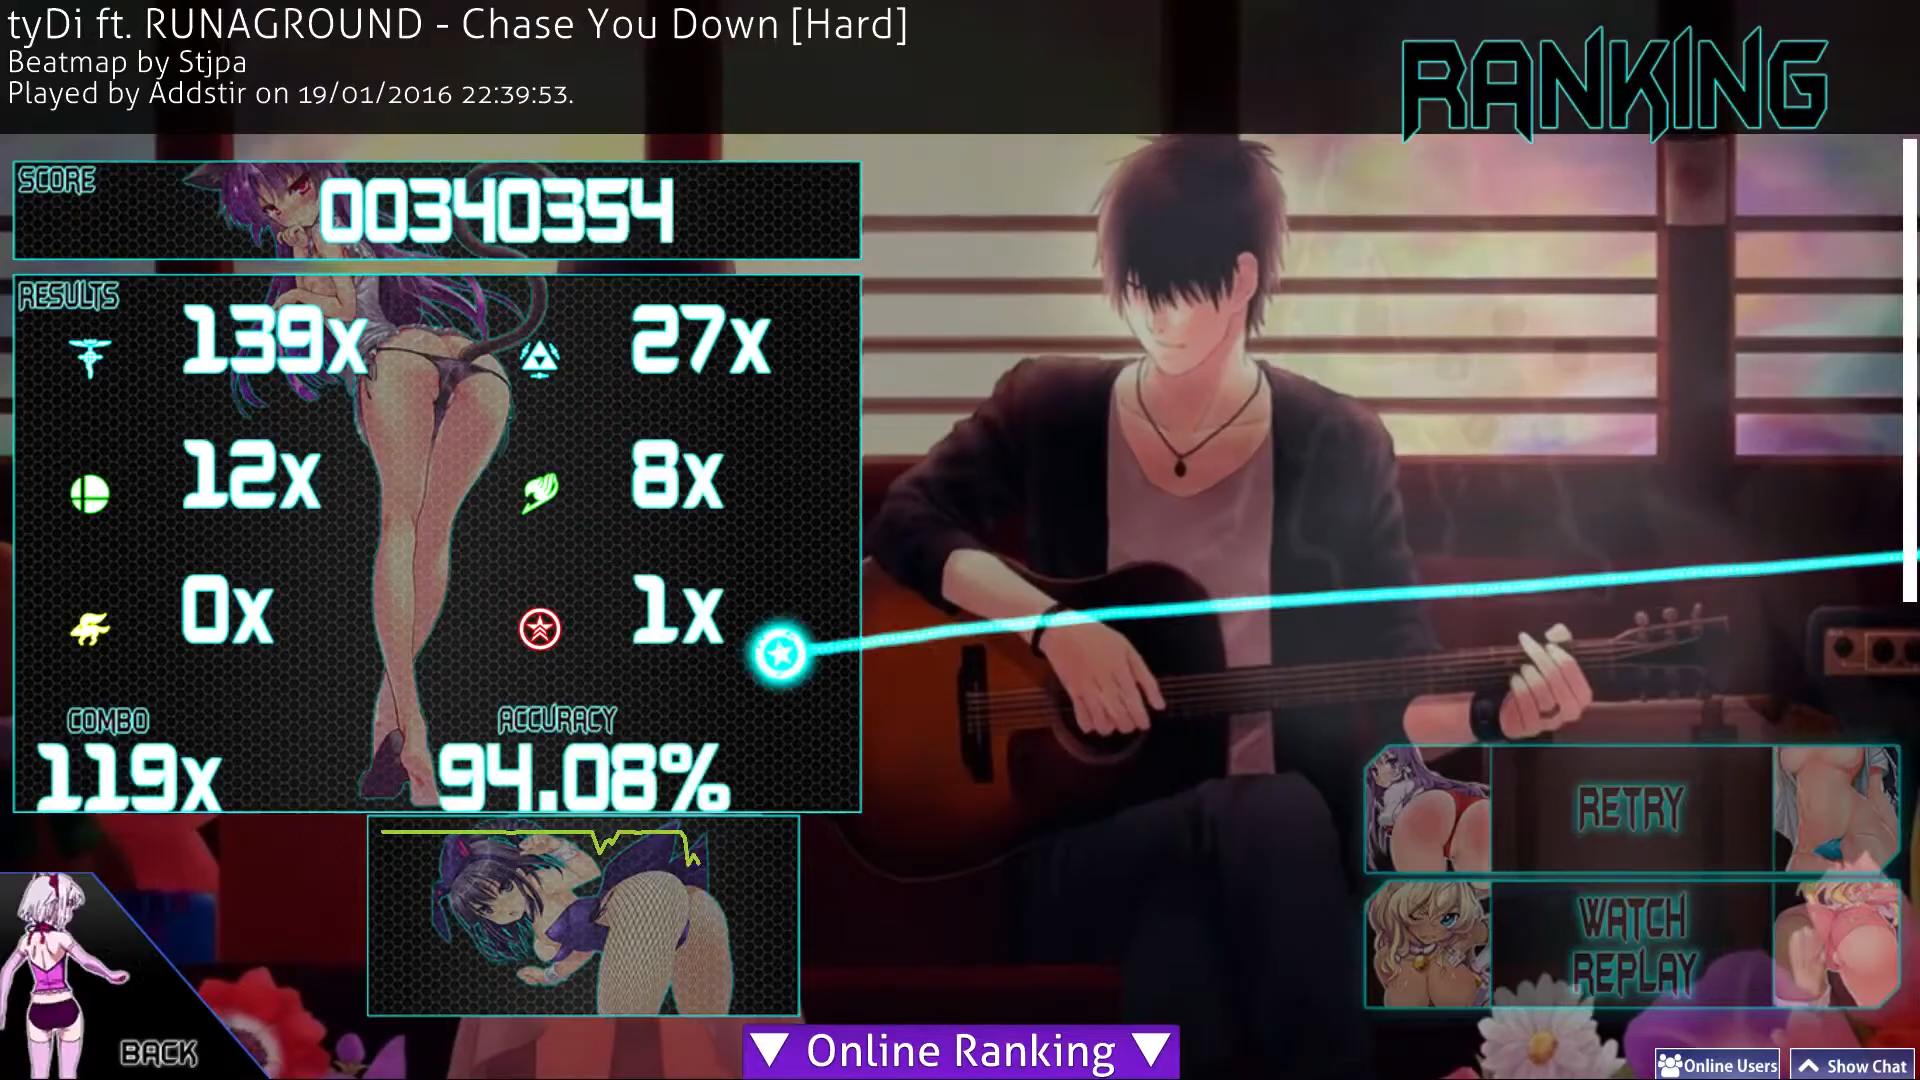 tyDi ft. RUNAGROUND - Chase You Down [Hard]
Beatmap by Stjpa
Played by Addstir on 19/01/2016 22:39:53.
RANKING
SCORE
00340354
RESULTS
139x 27x
12x 8x
0x 1x
COMBO ACCURACY
119x 94.08%
RETRY
WATCH
REPLAY
BACK
Online Ranking
Online Users
Show Chat